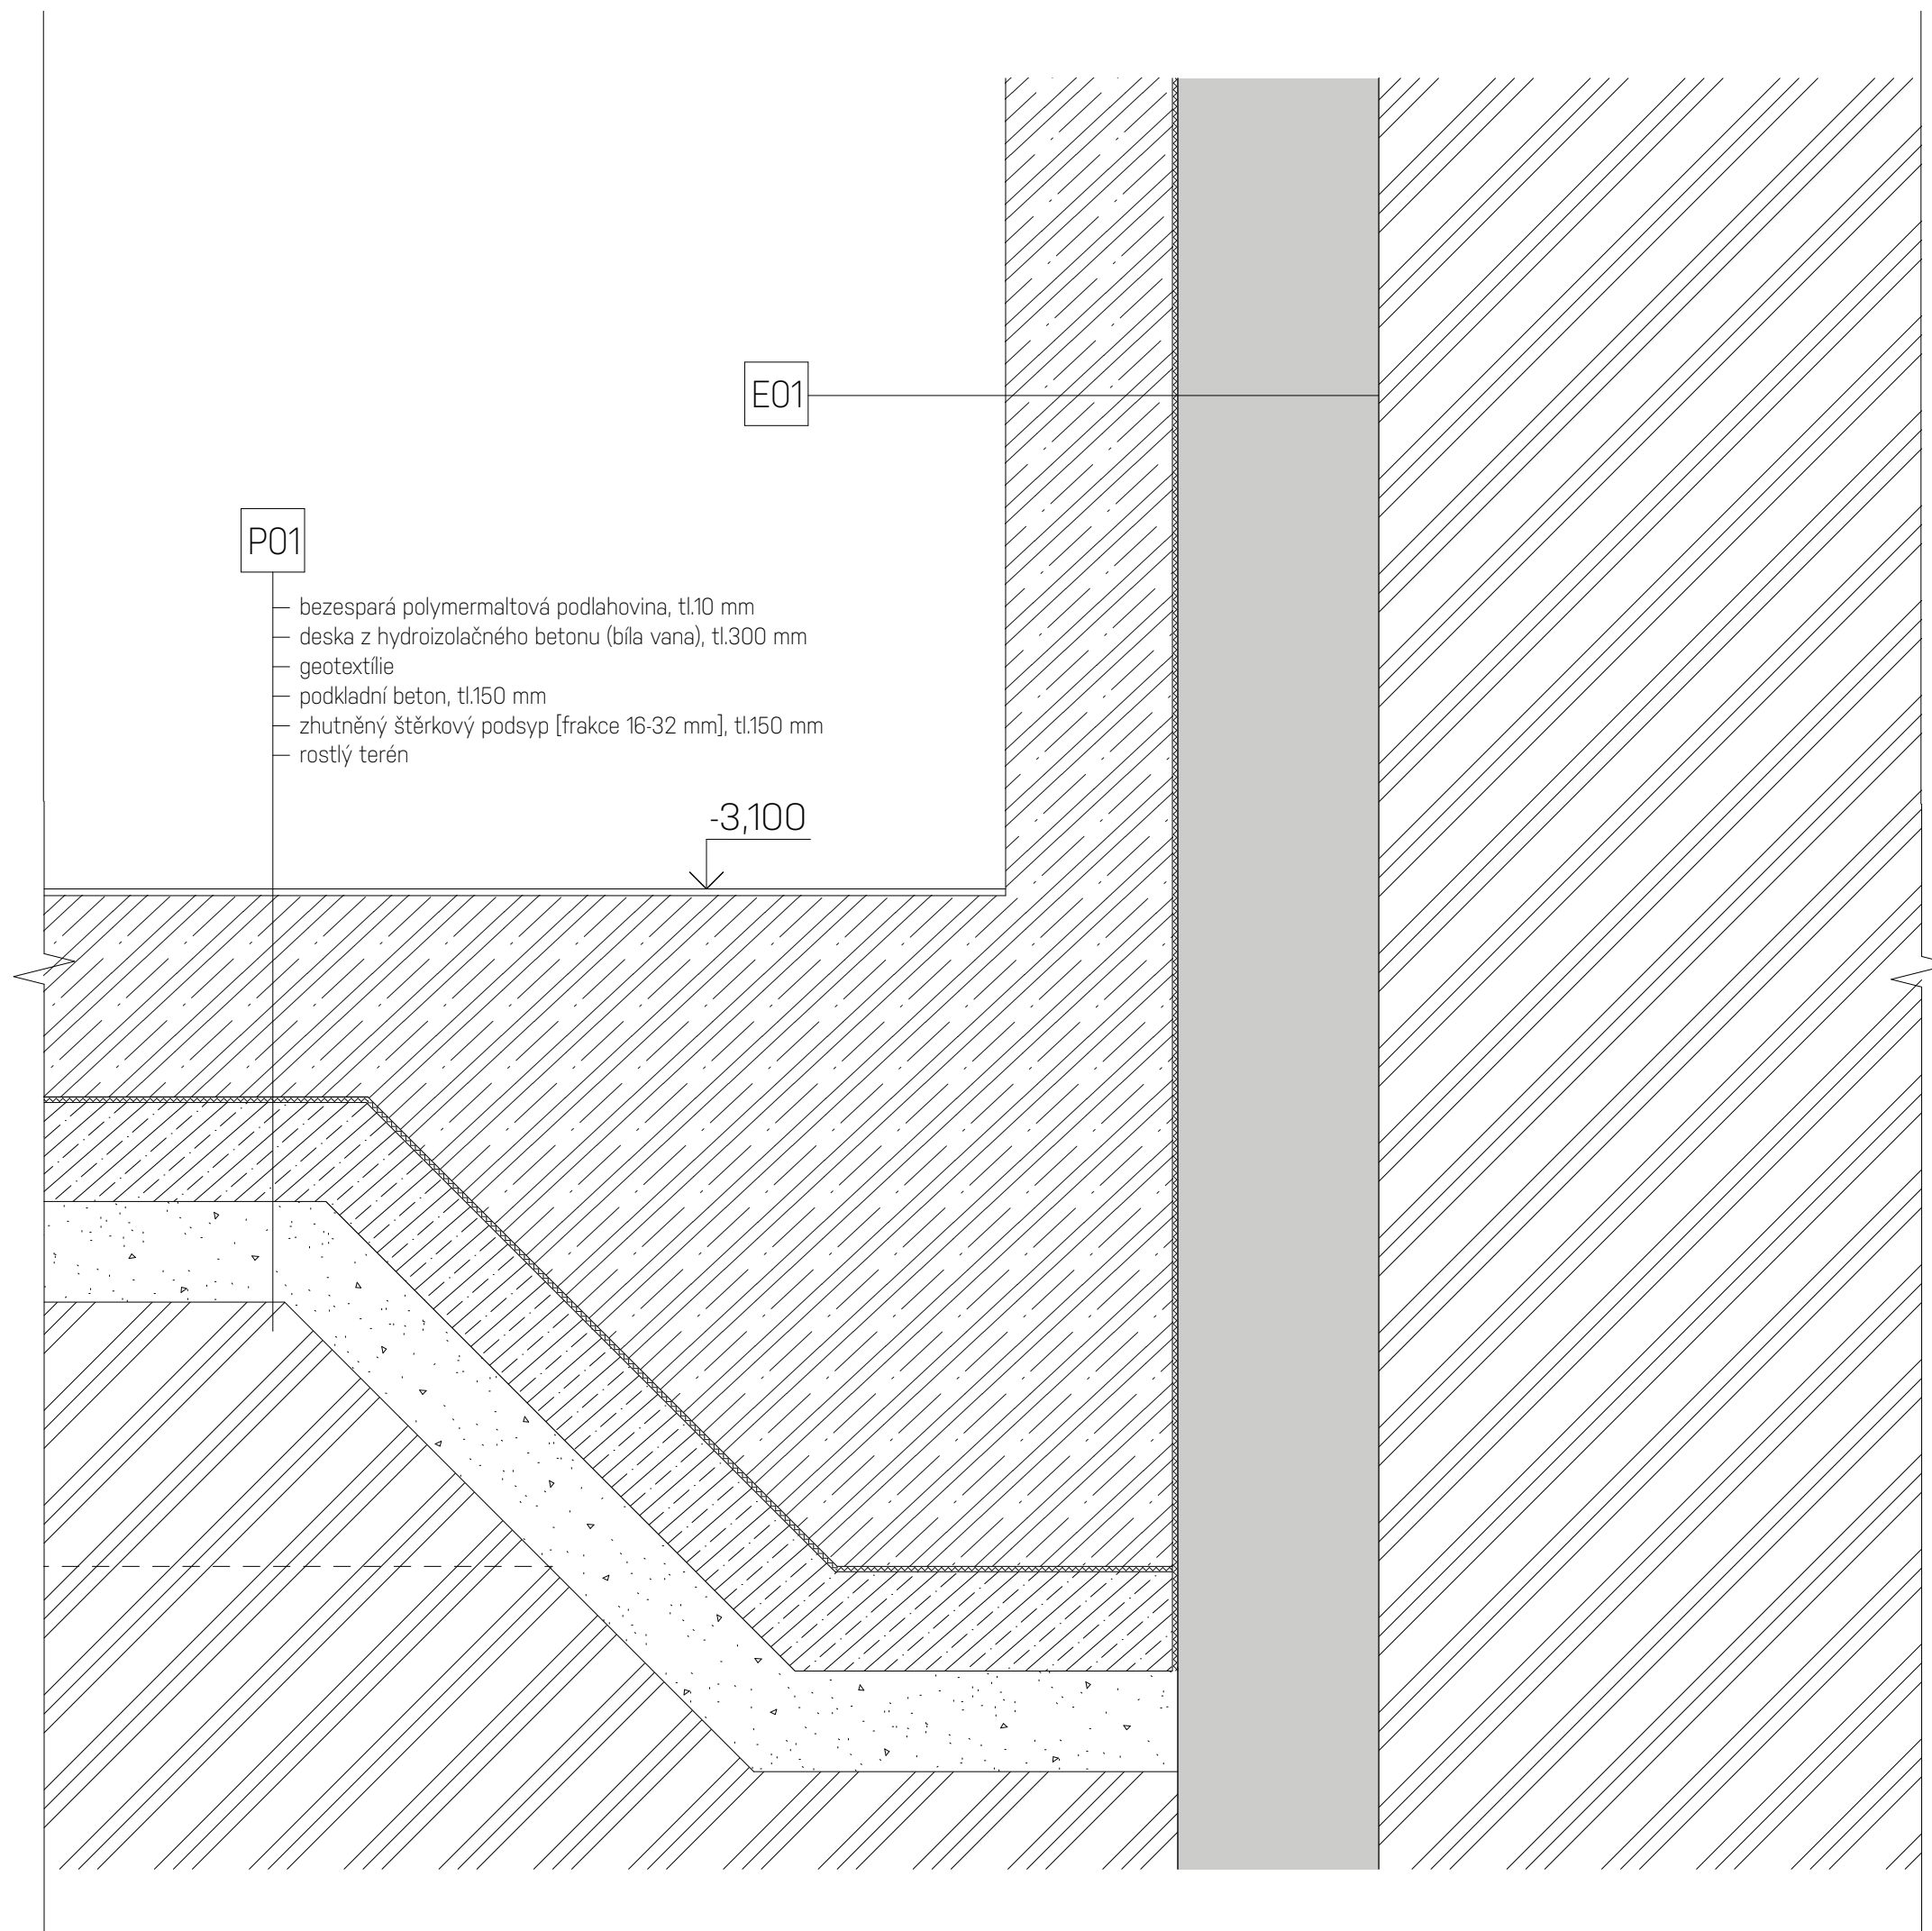 E01
P01
bezespará polymermaltová podlahovina, tl.10 mm
deska z hydroizolačného betonu (bíla vana), tl.300 mm
geotextílie
podkladní beton, tl.150 mm
zhutněný štěrkový podsyp [frakce 16-32 mm], tl.150 mm
rostlý terén
-3,100